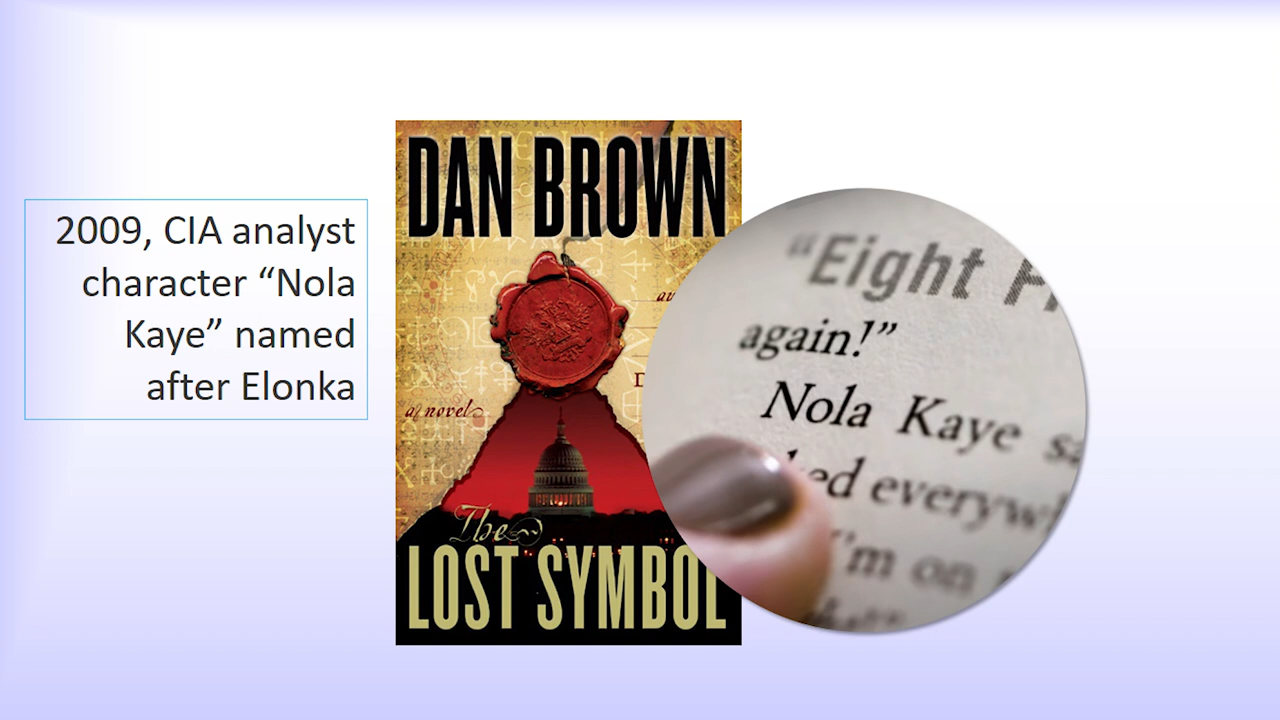 2009, CIA analyst
character “Nola
Kaye” named
after Elonka
DAN BROWN
a novel
The
LOST SYMBOL
“Eight
again!”
Nola Kaye
everyw
I’m on